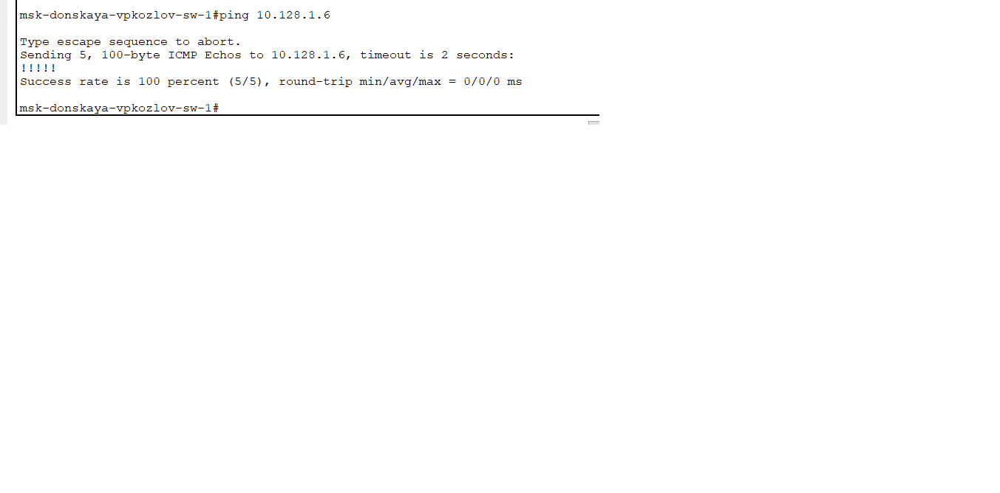 msk-donskaya-vpkozlov-sw-1#ping 10.128.1.6
Type escape sequence to abort.
Sending 5, 100-byte ICMP Echos to 10.128.1.6, timeout is 2 seconds:
!!!!!
Success rate is 100 percent (5/5), round-trip min/avg/max = 0/0/0 ms
msk-donskaya-vpkozlov-sw-1#